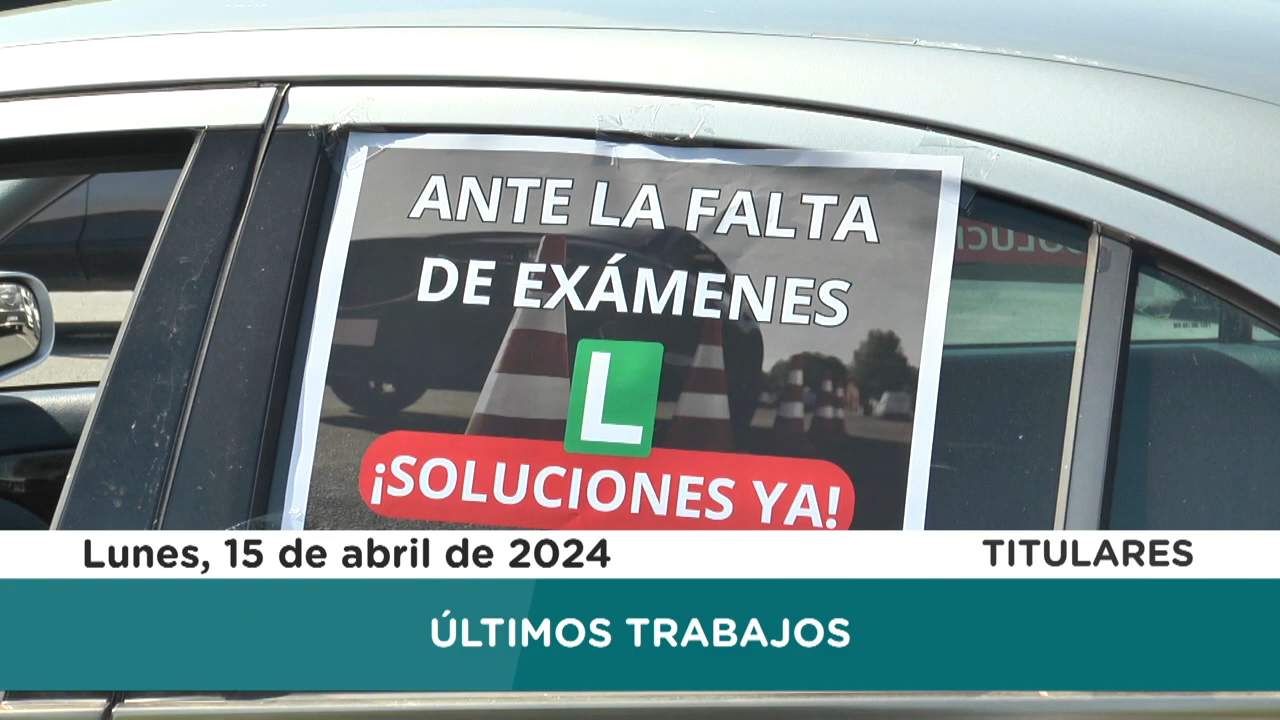 ANTE LA FALTA
DE EXÁMENES
L
¡SOLUCIONES YA!
Lunes, 15 de abril de 2024
TITULARES
ÚLTIMOS TRABAJOS